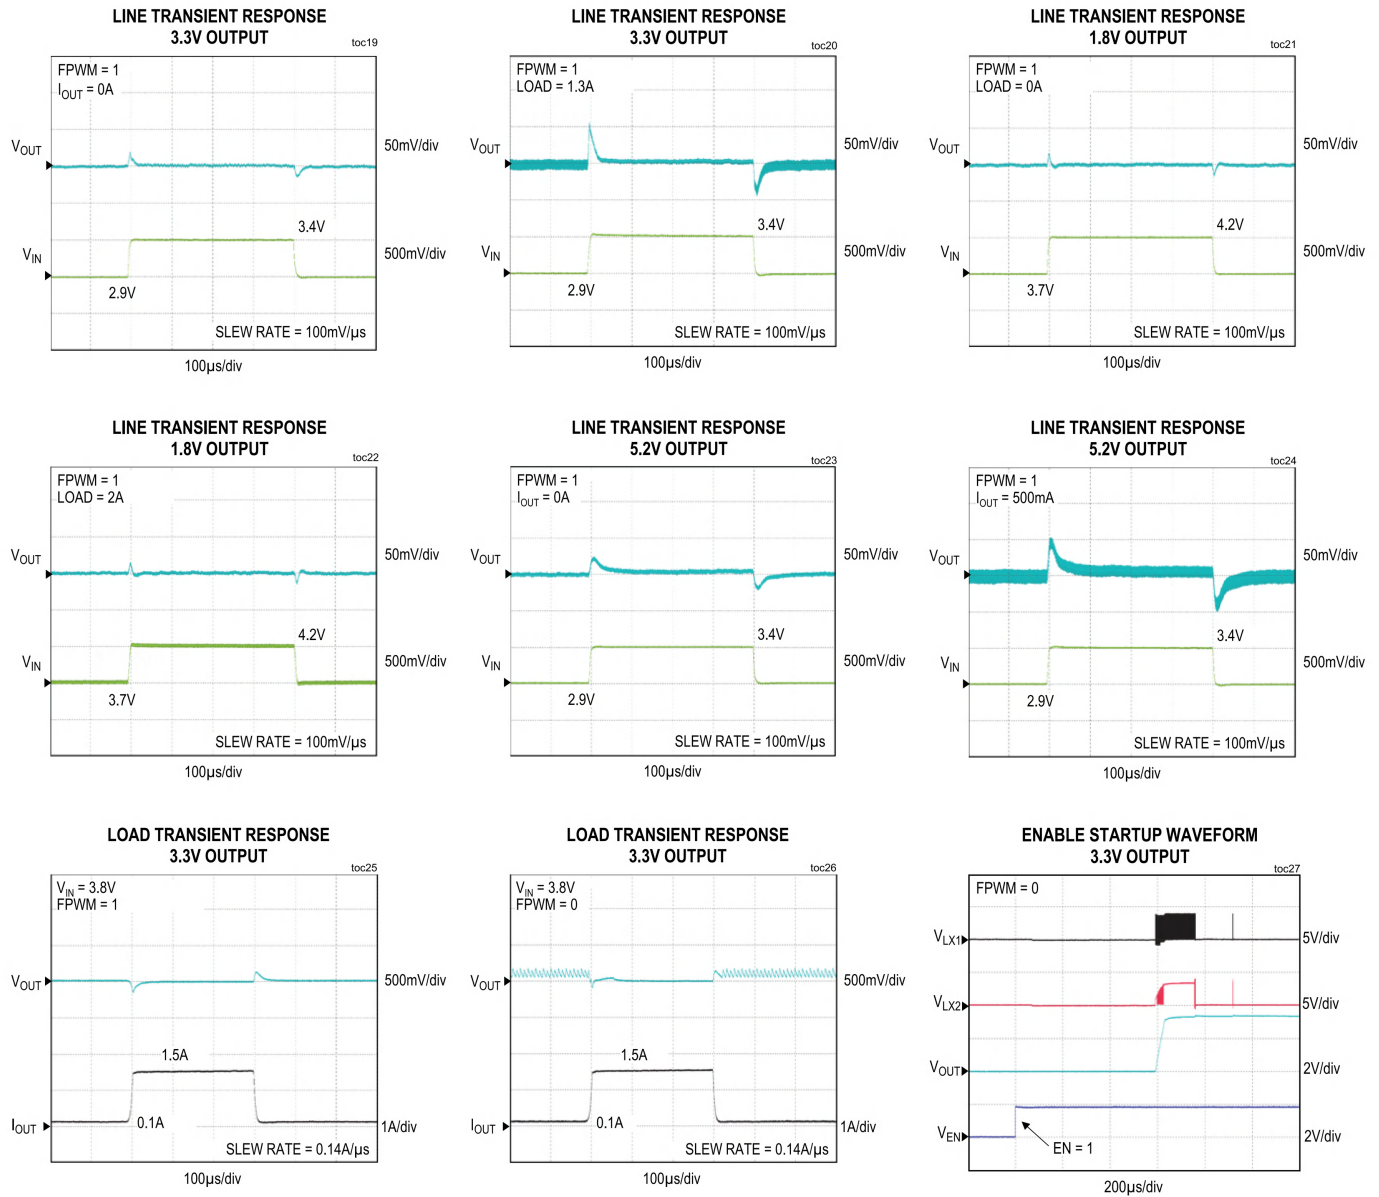 LINE TRANSIENT RESPONSE
3.3V OUTPUT
toc19
FPWM = 1
IOUT = 0A
VOUT
50mV/div
3.4V
VIN
500mV/div
2.9V
SLEW RATE = 100mV/µs
100µs/div
LINE TRANSIENT RESPONSE
3.3V OUTPUT
toc20
FPWM = 1
LOAD = 1.3A
VOUT
50mV/div
3.4V
VIN
500mV/div
2.9V
SLEW RATE = 100mV/µs
100µs/div
LINE TRANSIENT RESPONSE
1.8V OUTPUT
toc21
FPWM = 1
LOAD = 0A
VOUT
50mV/div
4.2V
VIN
500mV/div
3.7V
SLEW RATE = 100mV/µs
100µs/div
LINE TRANSIENT RESPONSE
1.8V OUTPUT
toc22
FPWM = 1
LOAD = 2A
VOUT
50mV/div
4.2V
VIN
500mV/div
3.7V
SLEW RATE = 100mV/µs
100µs/div
LINE TRANSIENT RESPONSE
5.2V OUTPUT
toc23
FPWM = 1
IOUT = 0A
VOUT
50mV/div
3.4V
VIN
500mV/div
2.9V
SLEW RATE = 100mV/µs
100µs/div
LINE TRANSIENT RESPONSE
5.2V OUTPUT
toc24
FPWM = 1
IOUT = 500mA
VOUT
50mV/div
3.4V
VIN
500mV/div
2.9V
SLEW RATE = 100mV/µs
100µs/div
LOAD TRANSIENT RESPONSE
3.3V OUTPUT
toc25
VIN = 3.8V
FPWM = 1
VOUT
500mV/div
1.5A
0.1A
IOUT
1A/div
SLEW RATE = 0.14A/µs
100µs/div
LOAD TRANSIENT RESPONSE
3.3V OUTPUT
toc26
VIN = 3.8V
FPWM = 0
VOUT
500mV/div
1.5A
0.1A
IOUT
1A/div
SLEW RATE = 0.14A/µs
100µs/div
ENABLE STARTUP WAVEFORM
3.3V OUTPUT
toc27
FPWM = 0
VLX1
5V/div
VLX2
5V/div
VOUT
2V/div
VEN
2V/div
EN = 1
200µs/div